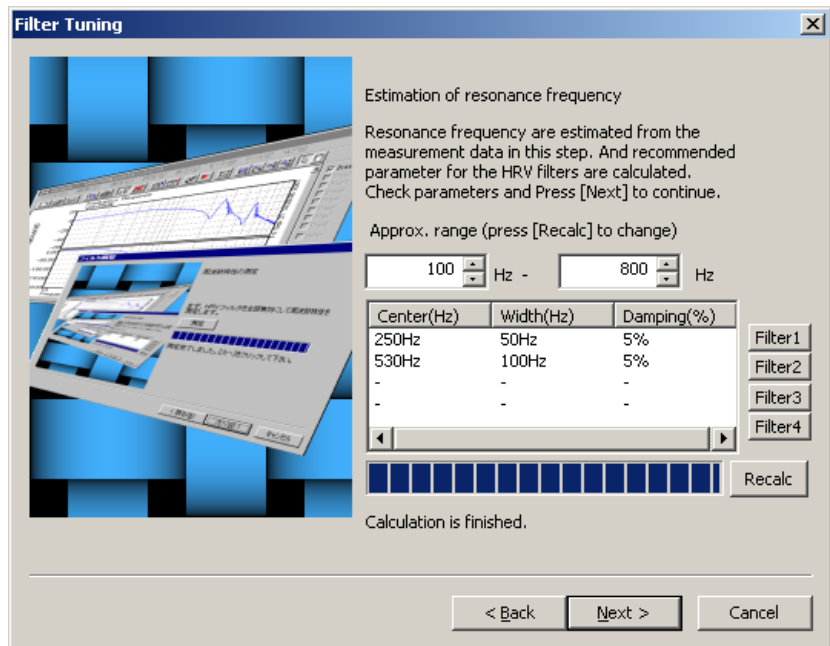 Filter Tuning
Estimation of resonance frequency
Resonance frequency are estimated from the
measurement data in this step. And recommended
parameter for the HRV filters are calculated.
Check parameters and Press [Next] to continue.
Approx. range (press [Recalc] to change)
100 Hz - 800 Hz
Center(Hz) Width(Hz) Damping(%)
250Hz 50Hz 5% Filter1
530Hz 100Hz 5% Filter2
- - - Filter3
- - - Filter4
Recalc
Calculation is finished.
< Back Next > Cancel